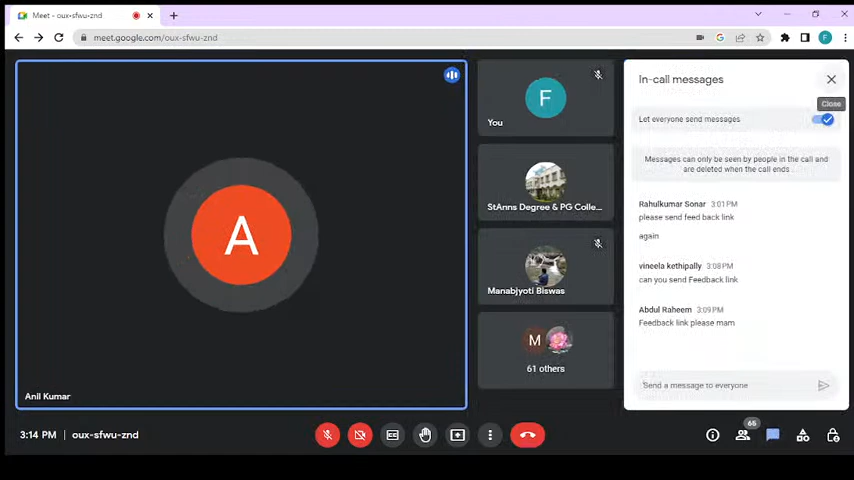 Meet - oux-sfwu-znd
meet.google.com/oux-sfwu-znd
F
A
Anil Kumar
F
You
StAnns Degree & PG Colle...
Manabjyoti Biswas
M
61 others
In-call messages
Close
Let everyone send messages
Messages can only be seen by people in the call and
are deleted when the call ends
Rahulkumar Sonar 3:01 PM
please send feed back link
again
vineela kethipally 3:08 PM
can you send Feedback link
Abdul Raheem 3:09 PM
Feedback link please mam
Send a message to everyone
3:14 PM | oux-sfwu-znd
CC
65